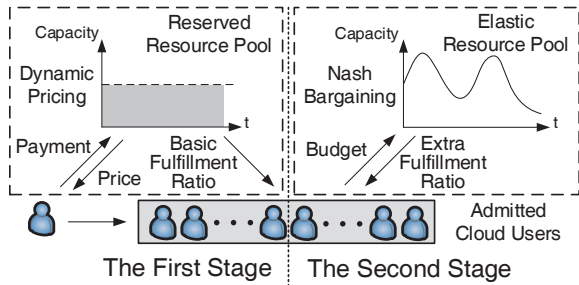 Reserved
Resource Pool
Capacity
Dynamic
Pricing
t
Payment
Price
Basic
Fulfillment
Ratio
Elastic
Resource Pool
Capacity
Nash
Bargaining
t
Budget
Extra
Fulfillment
Ratio
Admitted
Cloud Users
The First Stage
The Second Stage